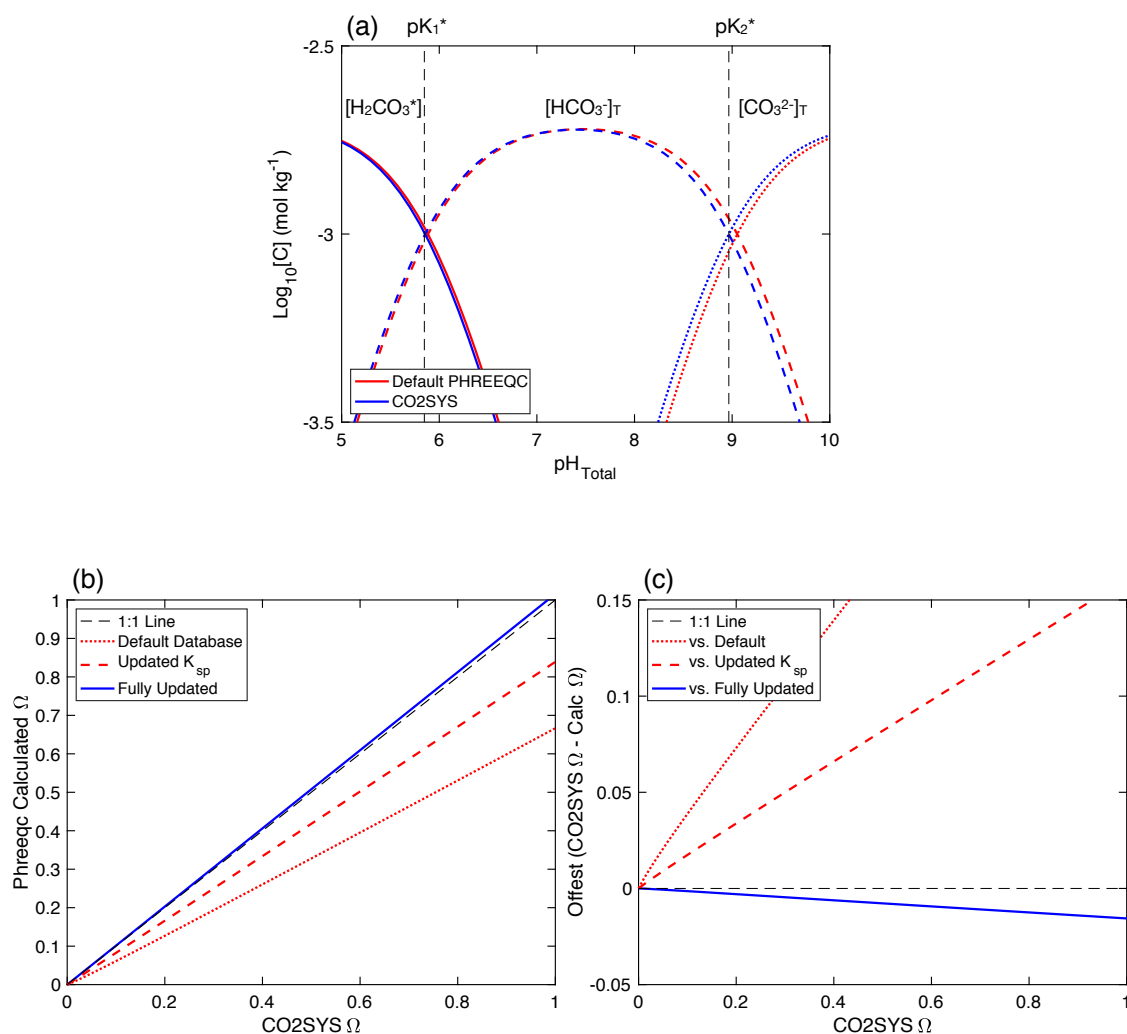 (a)
pK₁*
pK₂*
[H₂CO₃*]
[HCO₃⁻]T
[CO₃²⁻]T
-2.5
-3
-3.5
Log₁₀[C] (mol kg⁻¹)
Default PHREEQC
CO2SYS
5
6
7
8
9
10
pH Total
(b)
1:1 Line
Default Database
Updated K sp
Fully Updated
1
0.9
0.8
0.7
0.6
0.5
0.4
0.3
0.2
0.1
0
Phreeqc Calculated Ω
0
0.2
0.4
0.6
0.8
1
CO2SYS Ω
(c)
1:1 Line
vs. Default
vs. Updated K sp
vs. Fully Updated
0.15
0.1
0.05
0
-0.05
Offest (CO2SYS Ω - Calc Ω)
0
0.2
0.4
0.6
0.8
1
CO2SYS Ω